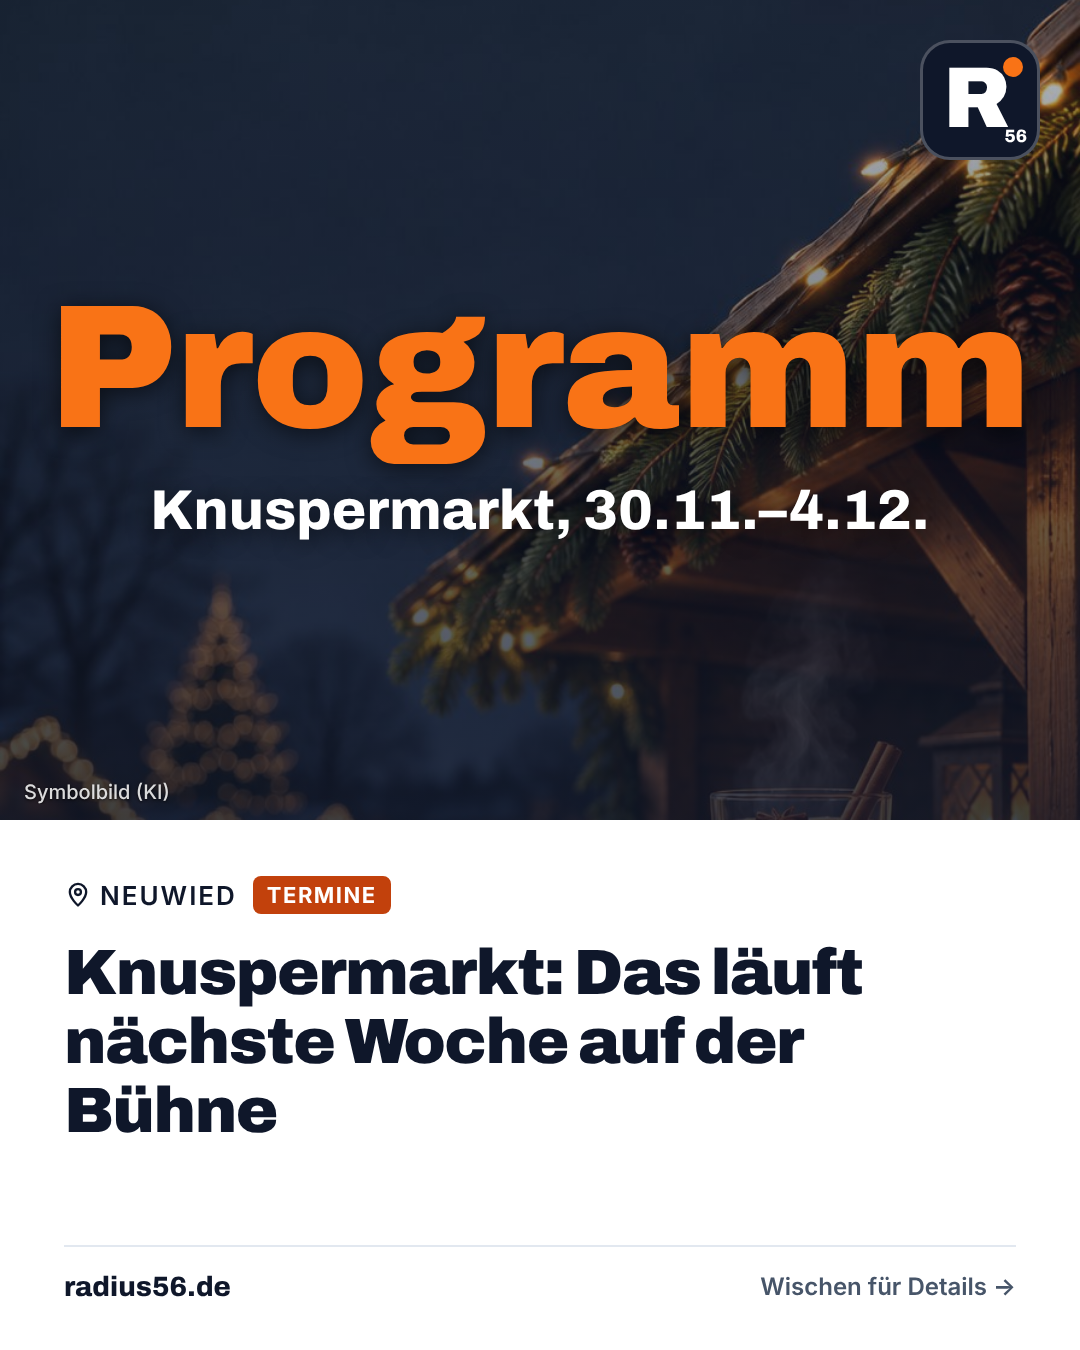 R
56
Programm
Knuspermarkt, 30.11.–4.12.
Symbolbild (KI)
NEUWIED
TERMINE
Knuspermarkt: Das läuft
nächste Woche auf der
Bühne
radius56.de
Wischen für Details →